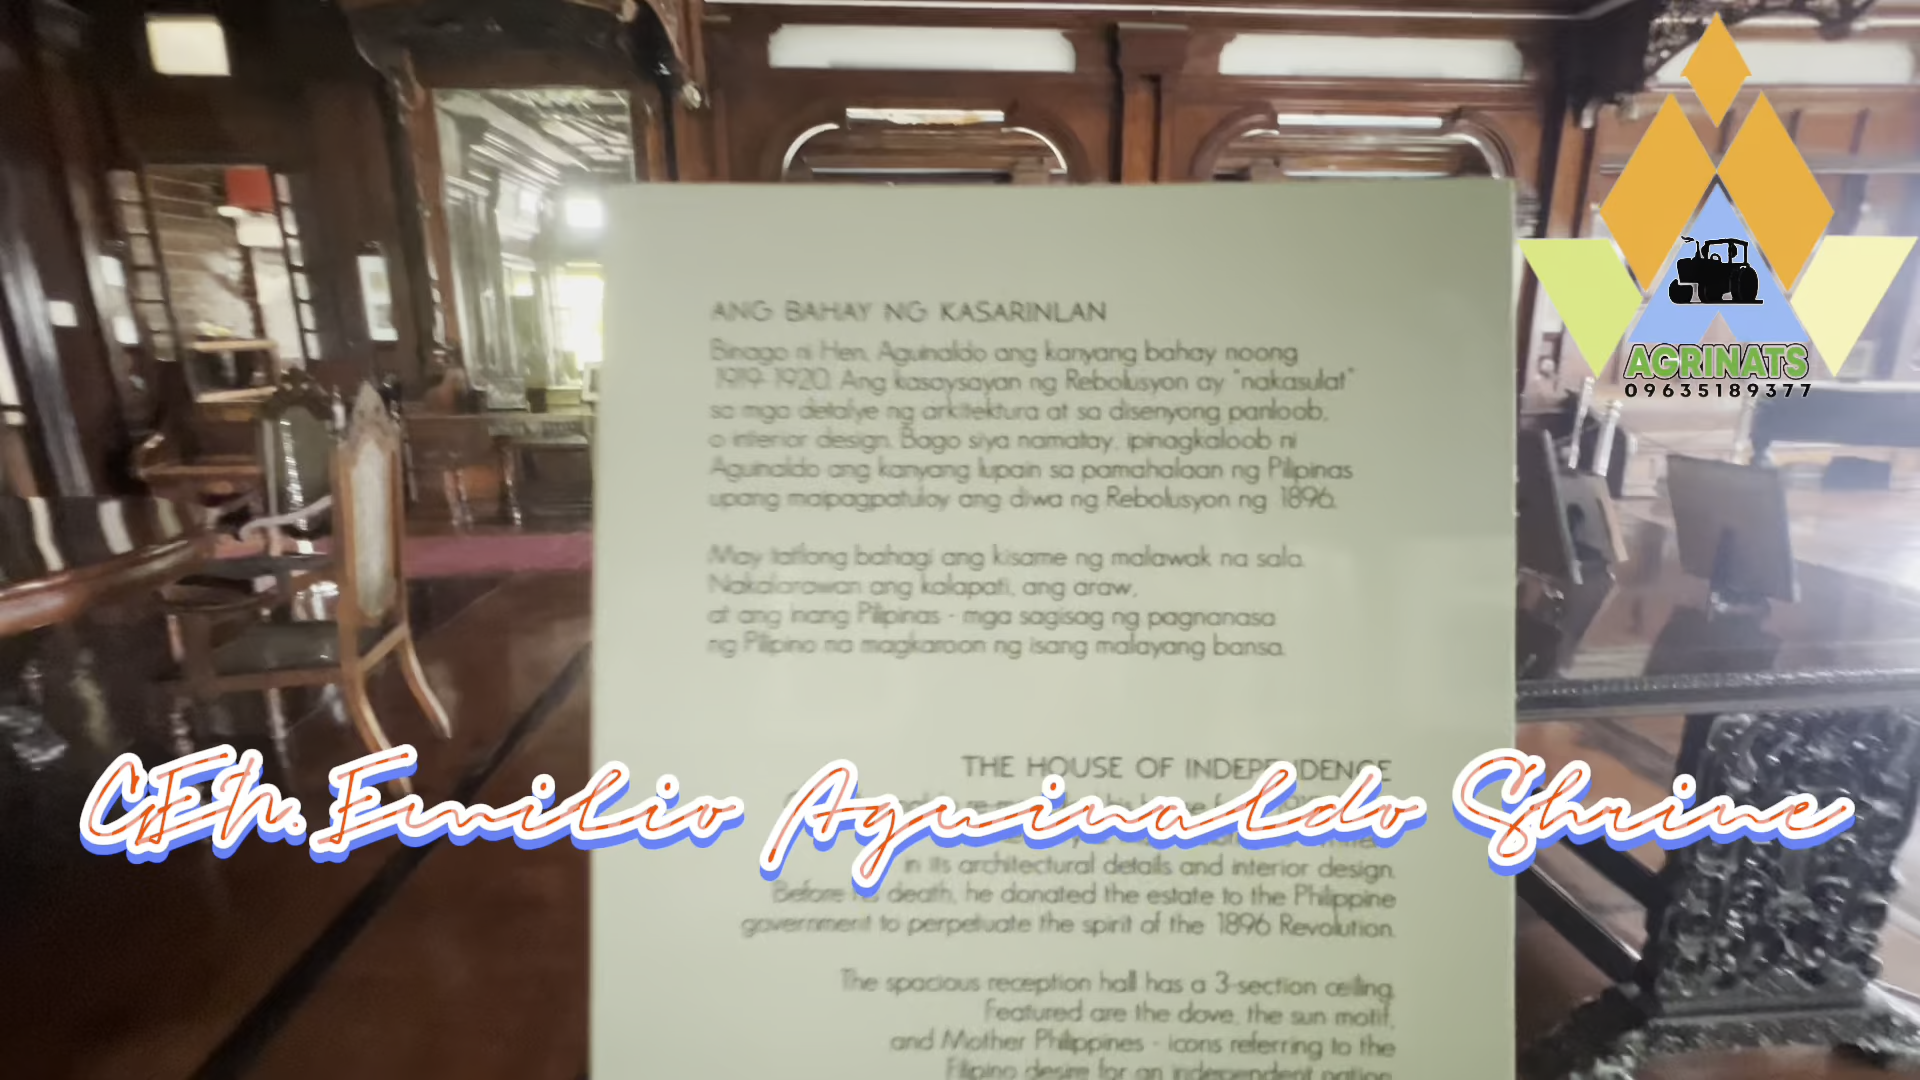 ANG BAHAY NG KASARINLAN
Binago ni Hen. Aguinaldo ang kanyang bahay noong
1919-1920. Ang kasaysayan ng Rebolusyon ay "nakasulat"
sa mga detalye ng arkitektura at sa disenyong panloob,
o interior design. Bago siya namatay, ipinagkaloob ni
Aguinaldo ang kanyang lupain sa pamahalaan ng Pilipinas
upang maipagpatuloy ang diwa ng Rebolusyon ng 1896.
May tatlong bahagi ang kisame ng malawak na sala.
Nakalarawan ang kalapati, ang araw,
at ang Inang Pilipinas - mga sagisag ng pagnanasa
ng Pilipino na magkaroon ng isang malayang bansa.
THE HOUSE OF INDEPENDENCE
GEN. Emilio Aguinaldo Shrine
in its architectural details and interior design.
Before his death, he donated the estate to the Philippine
government to perpetuate the spirit of the 1896 Revolution.
The spacious reception hall has a 3-section ceiling.
Featured are the dove, the sun motif,
and Mother Philippines - icons referring to the
Filipino desire for an independent nation
AGRINATS
09635189377